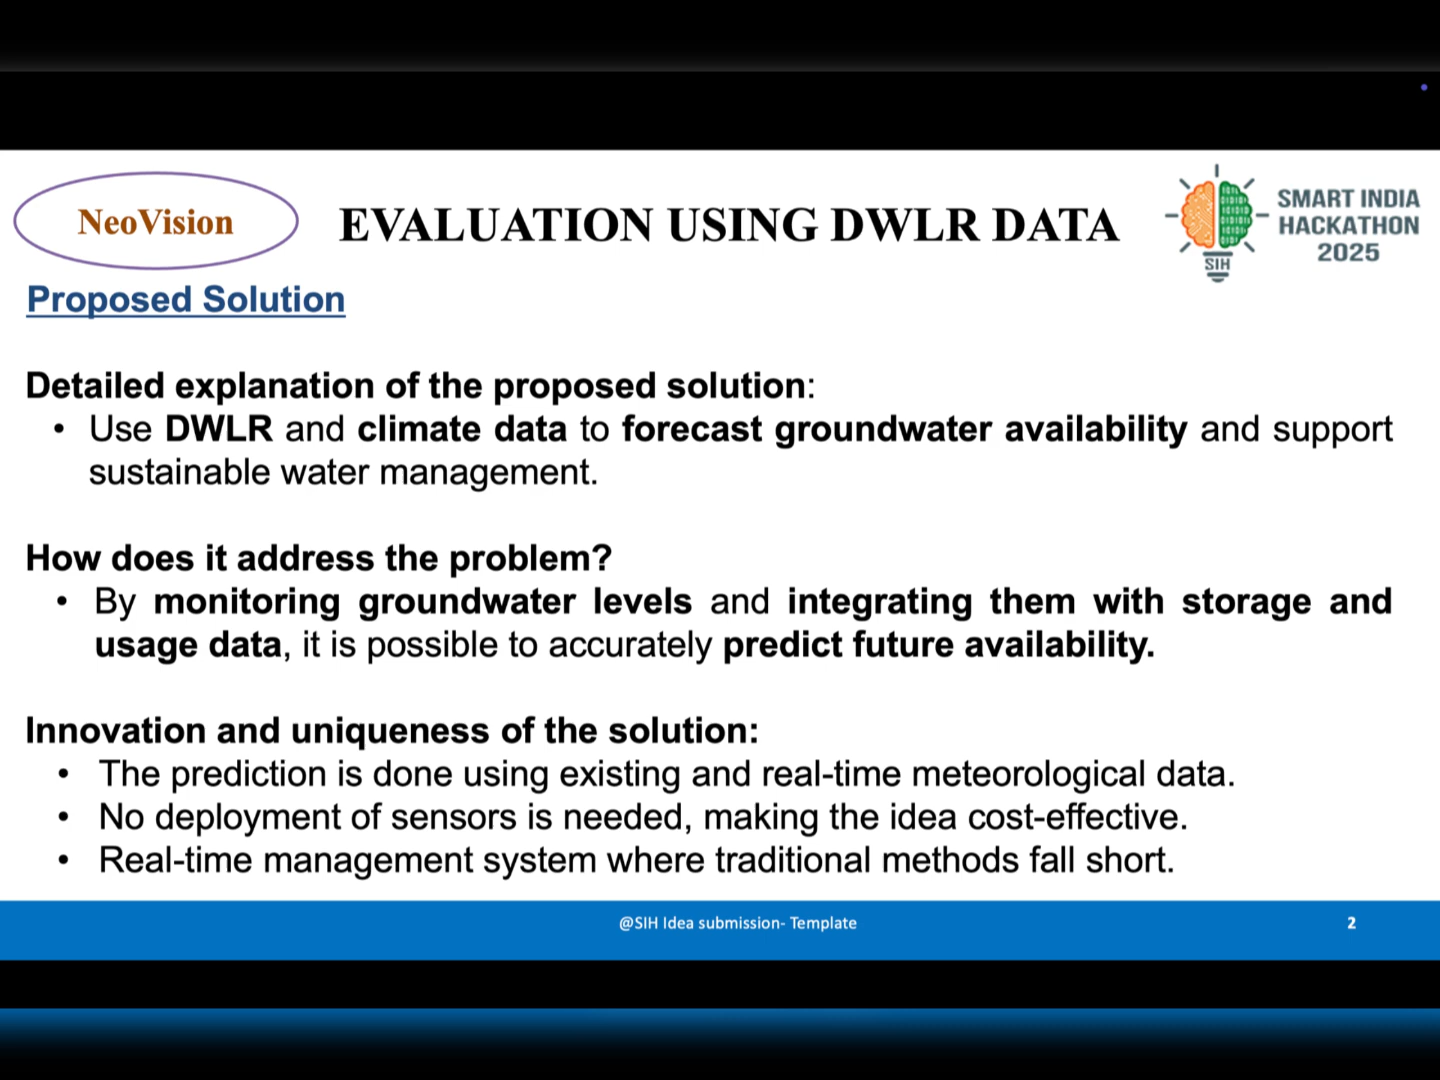 NeoVision
EVALUATION USING DWLR DATA
SMART INDIA
HACKATHON
2025
SIH
Proposed Solution
Detailed explanation of the proposed solution:
• Use DWLR and climate data to forecast groundwater availability and support
sustainable water management.
How does it address the problem?
• By monitoring groundwater levels and integrating them with storage and
usage data, it is possible to accurately predict future availability.
Innovation and uniqueness of the solution:
• The prediction is done using existing and real-time meteorological data.
• No deployment of sensors is needed, making the idea cost-effective.
• Real-time management system where traditional methods fall short.
@SIH Idea submission- Template
2